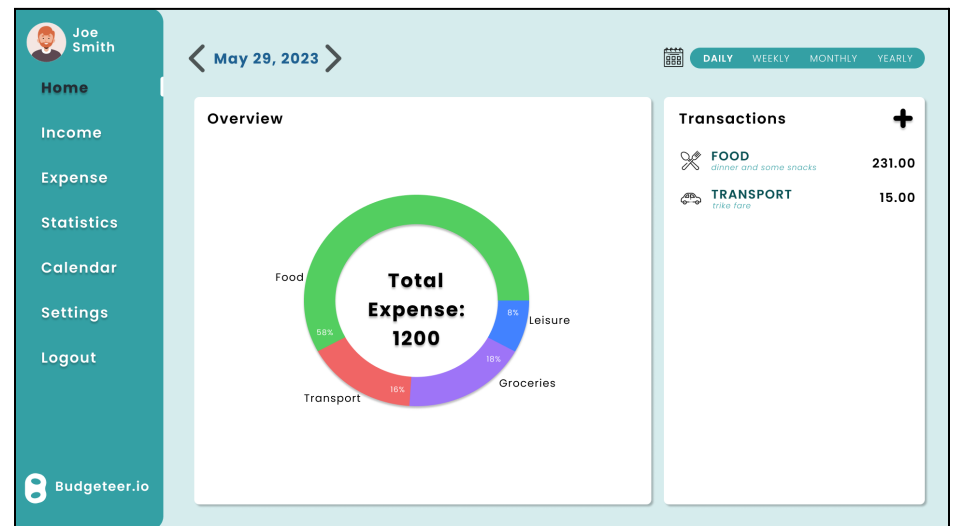 Joe
Smith
Home
Income
Expense
Statistics
Calendar
Settings
Logout
Budgeteer.io
May 29, 2023
DAILY WEEKLY MONTHLY YEARLY
Overview
Food
58%
Total
Expense:
1200
8%
Leisure
18%
Groceries
16%
Transport
Transactions
FOOD
dinner and some snacks
231.00
TRANSPORT
trike fare
15.00